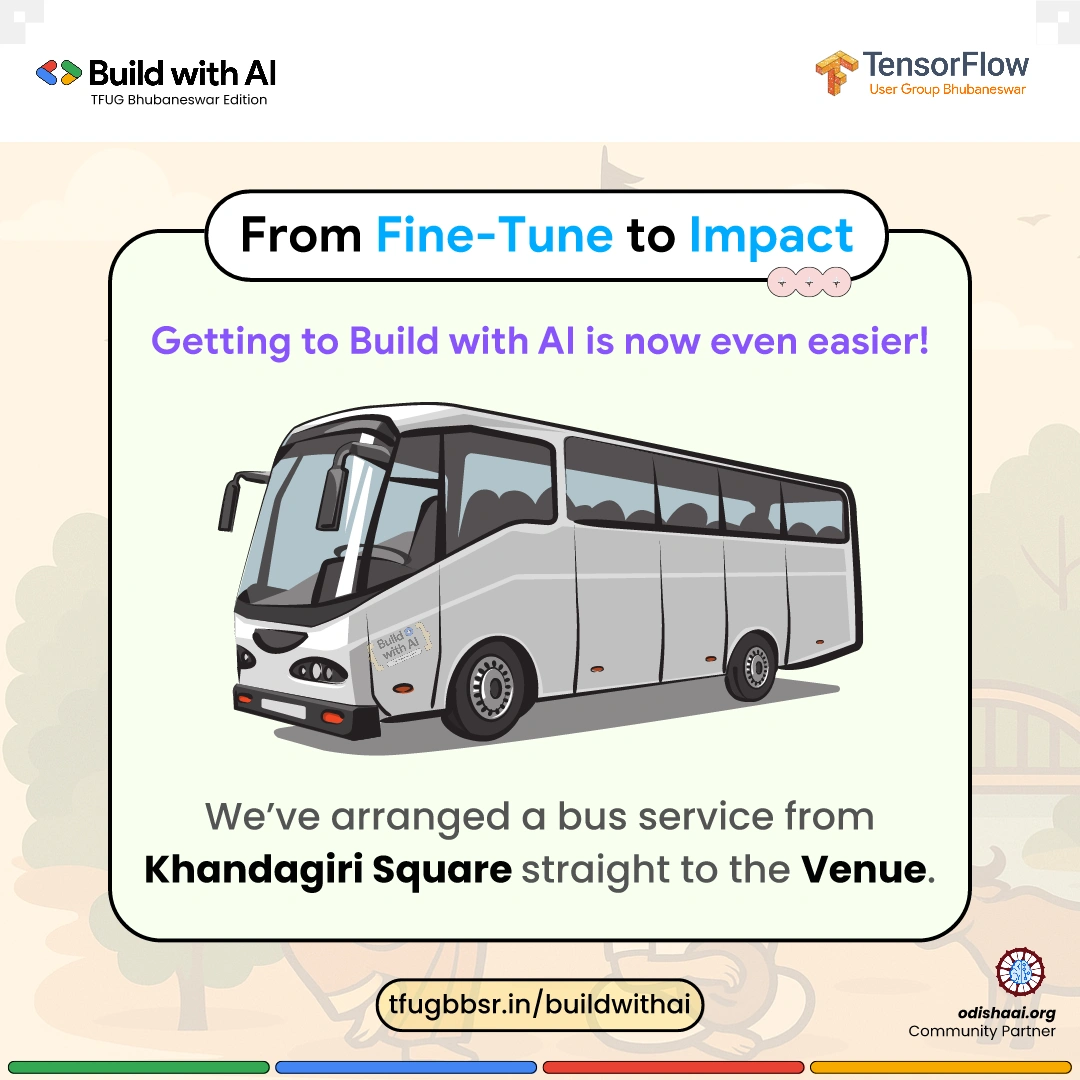 Build with AI
TFUG Bhubaneswar Edition
TensorFlow
User Group Bhubaneswar
From Fine-Tune to Impact
Getting to Build with AI is now even easier!
Build
with AI
We’ve arranged a bus service from
Khandagiri Square straight to the Venue.
tfugbbsr.in/buildwithai
odishaai.org
Community Partner